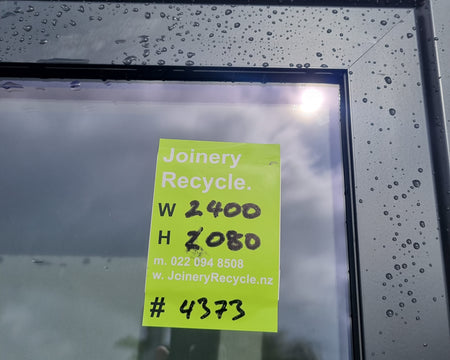 Joinery
Recycle.
W 2400
H 2080
m. 022 094 8508
w. JoineryRecycle.nz
# 4373